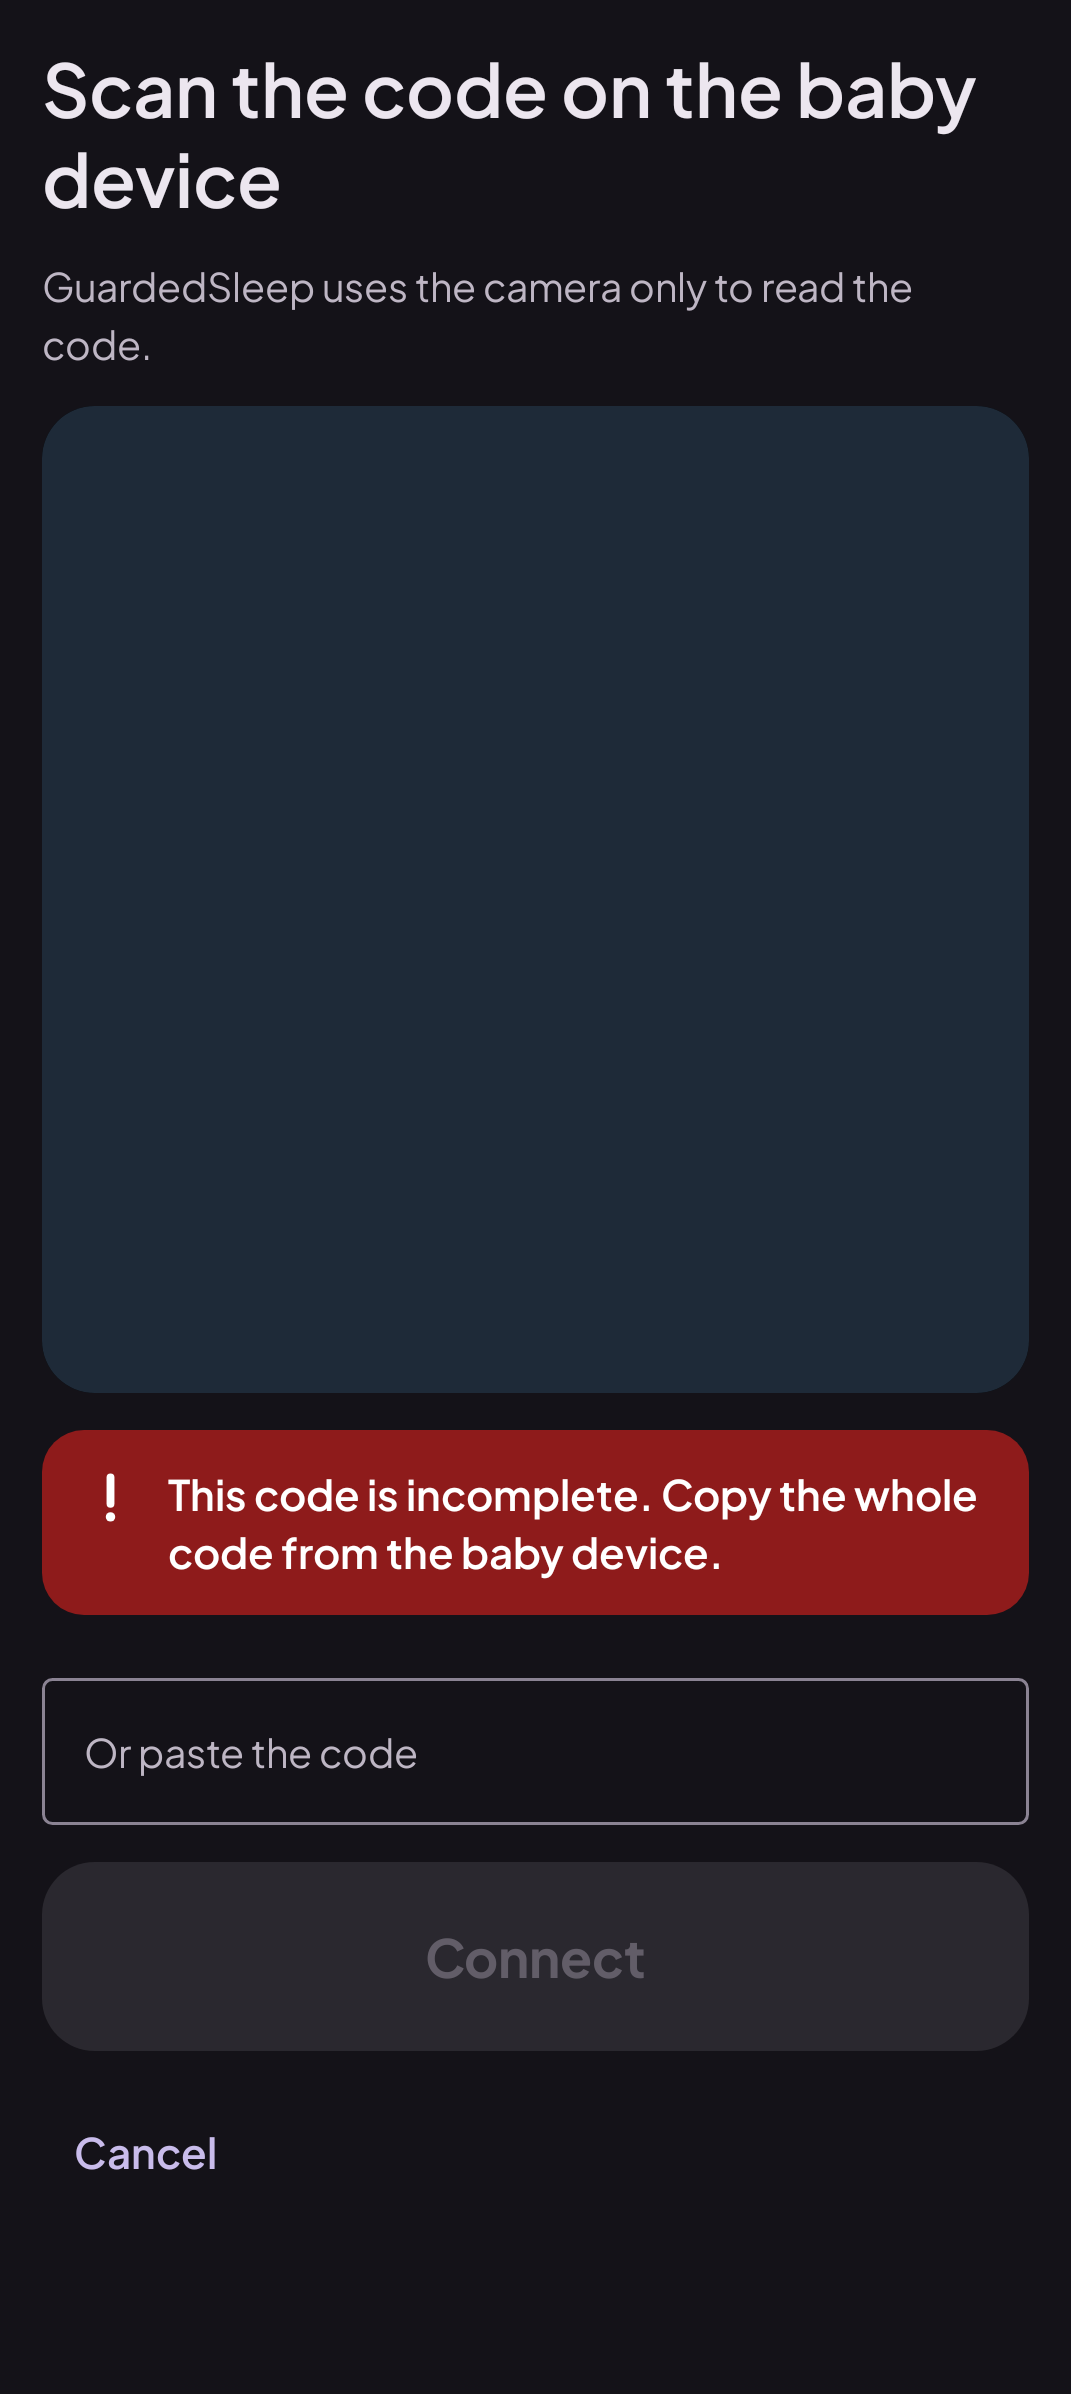 Scan the code on the baby
device
GuardedSleep uses the camera only to read the
code.
This code is incomplete. Copy the whole
code from the baby device.
Or paste the code
Connect
Cancel